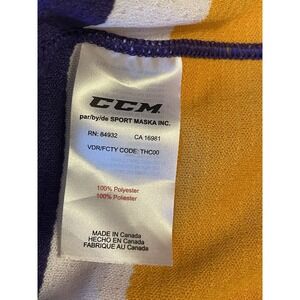 CCM
par/by/de SPORT MASKA INC.
RN: 84932 CA 16981
VDR/FCTY CODE: THC00
100% Polyester
100% Poliester
Made in Canada
HECHO EN Canada
FABRIQUÉ AU Canada